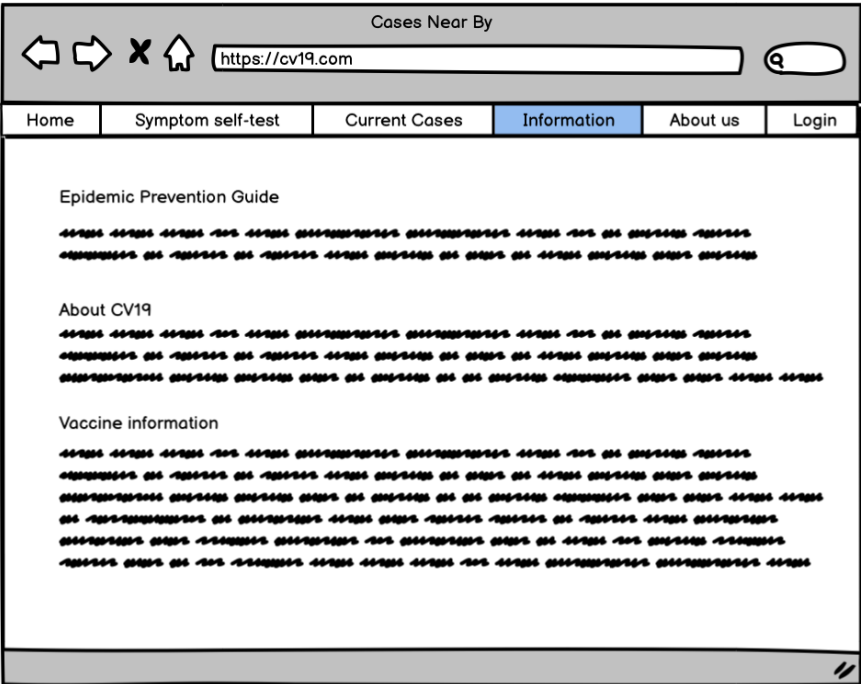 Cases Near By
https://cv19.com
Home
Symptom self-test
Current Cases
Information
About us
Login
Epidemic Prevention Guide
About CV19
Vaccine information